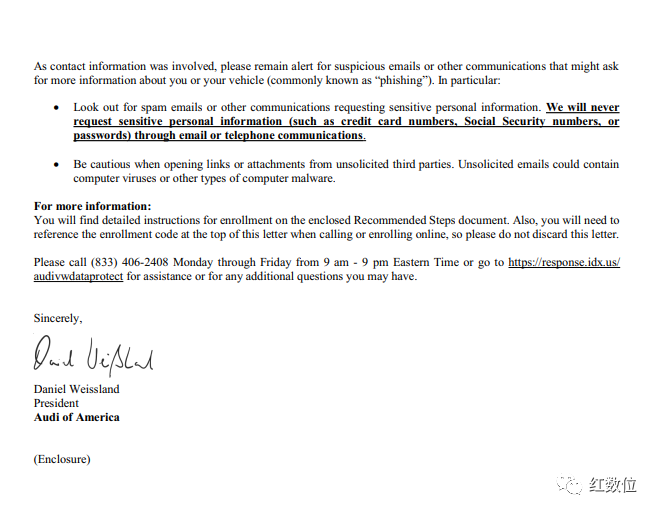 As contact information was involved, please remain alert for suspicious emails or other communications that might ask
for more information about you or your vehicle (commonly known as “phishing”). In particular:
• Look out for spam emails or other communications requesting sensitive personal information. We will never
request sensitive personal information (such as credit card numbers, Social Security numbers, or
passwords) through email or telephone communications.
• Be cautious when opening links or attachments from unsolicited third parties. Unsolicited emails could contain
computer viruses or other types of computer malware.
For more information:
You will find detailed instructions for enrollment on the enclosed Recommended Steps document. Also, you will need to
reference the enrollment code at the top of this letter when calling or enrolling online, so please do not discard this letter.
Please call (833) 406-2408 Monday through Friday from 9 am - 9 pm Eastern Time or go to https://response.idx.us/
audivwdataprotect for assistance or for any additional questions you may have.
Sincerely,
Daniel Weissland
President
Audi of America
(Enclosure)
红数位